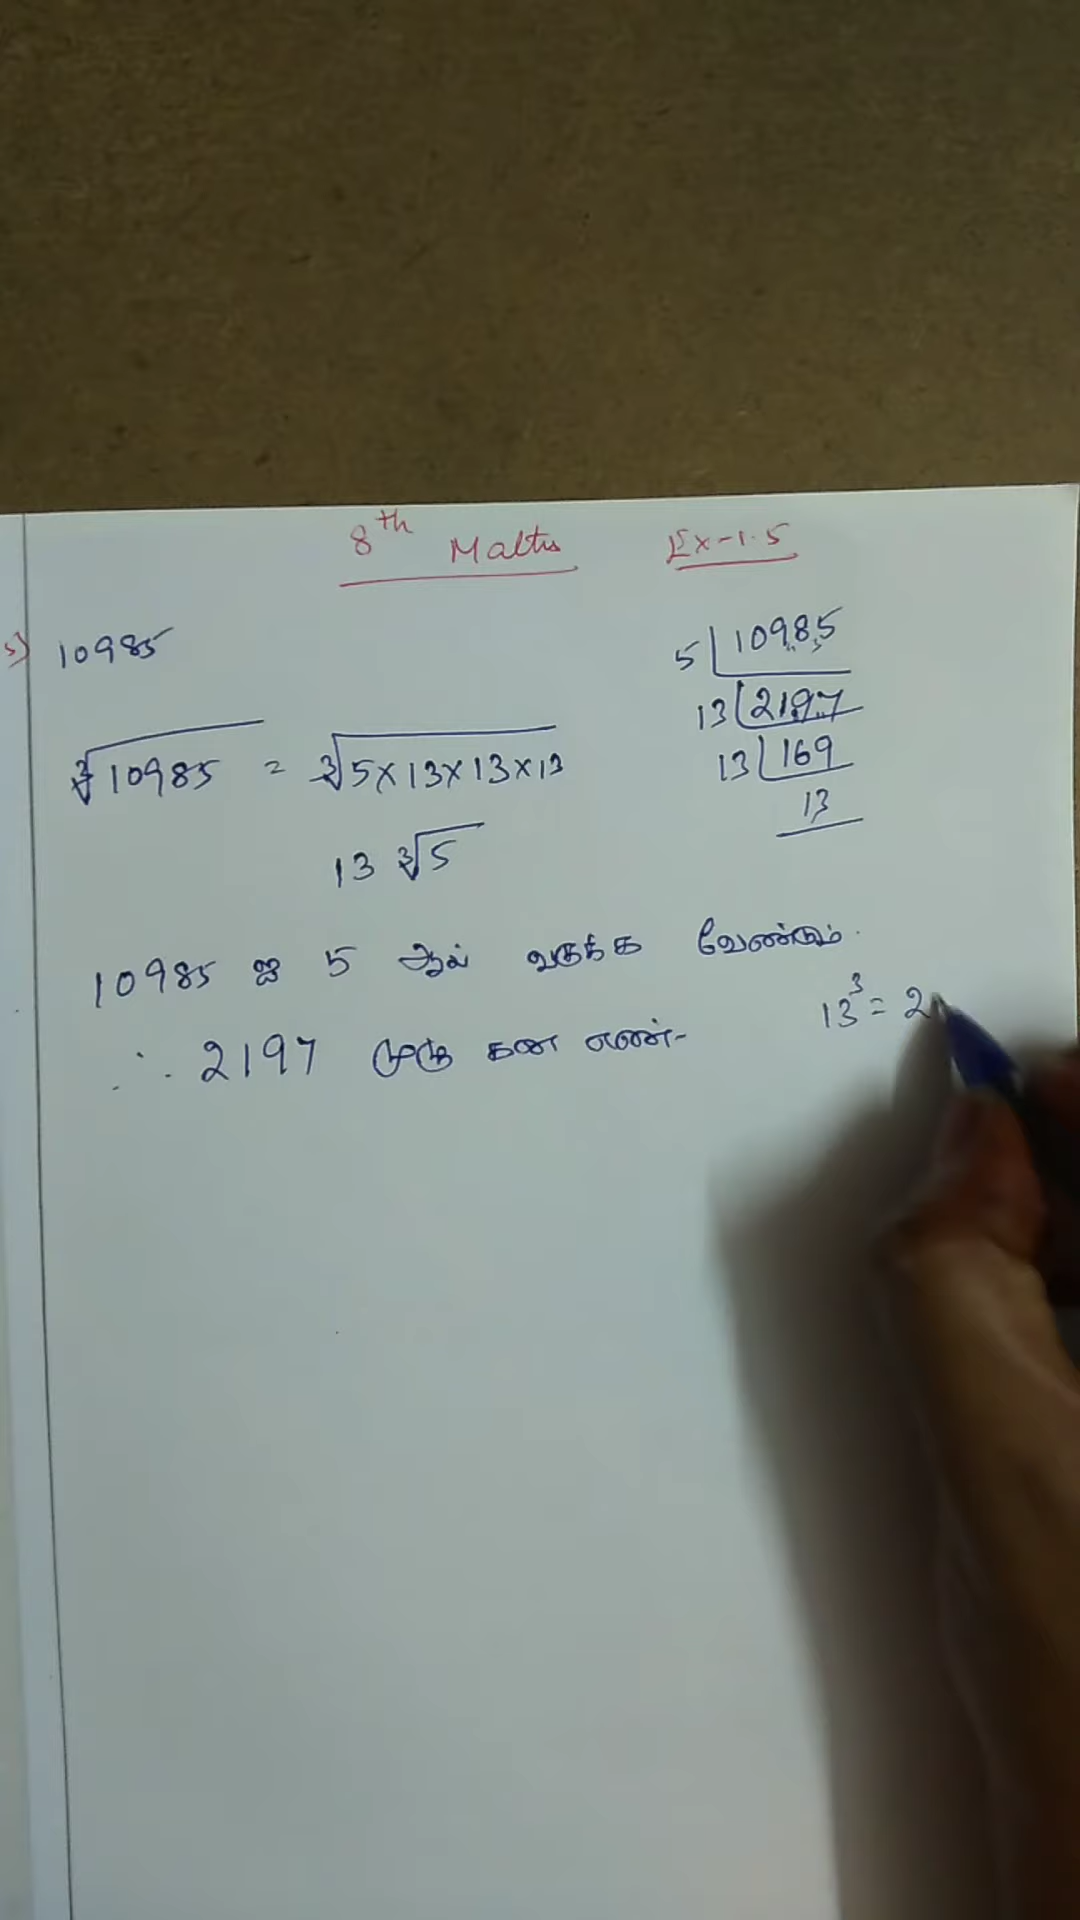 8th Maths Ex-1.5
5) 10985
∛10985 = ∛5×13×13×13
13 ∛5
5 | 10985
13 | 2197
13 | 169
13
10985 ஐ 5 ஆல் வகுக்க வேண்டும்.
∴ 2197 முழு கன எண்.
13³ = 2